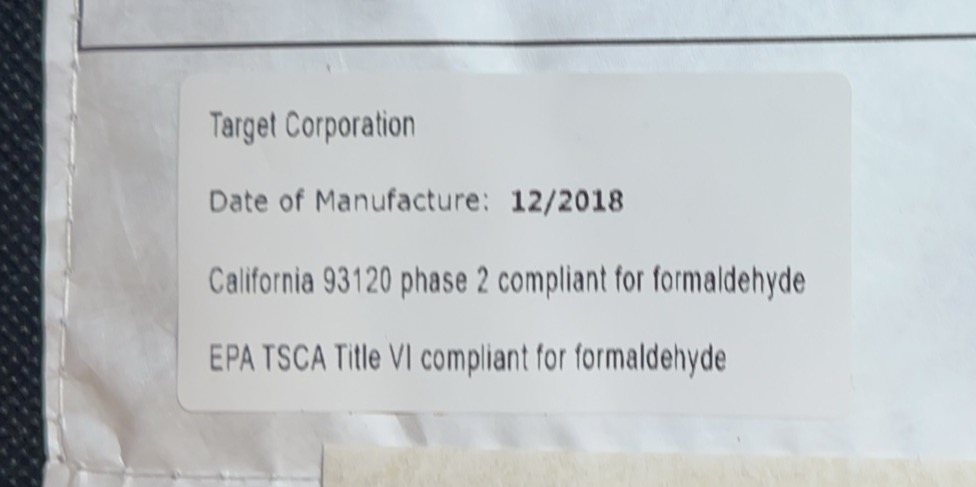 Target Corporation
Date of Manufacture: 12/2018
California 93120 phase 2 compliant for formaldehyde
EPA TSCA Title VI compliant for formaldehyde